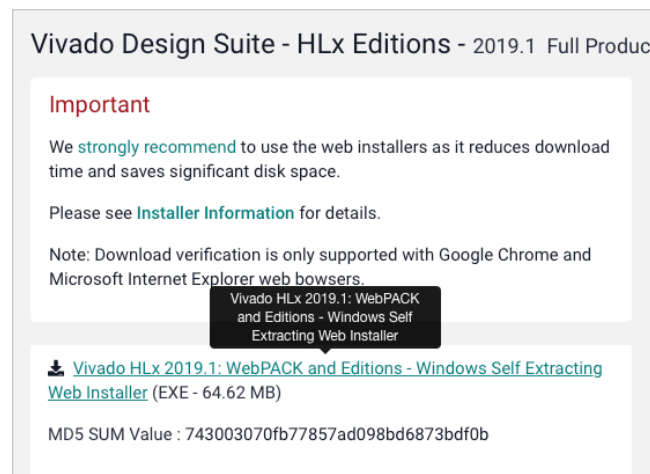 Vivado Design Suite - HLx Editions - 2019.1 Full Produc
Important
We strongly recommend to use the web installers as it reduces download
time and saves significant disk space.
Please see Installer Information for details.
Note: Download verification is only supported with Google Chrome and
Microsoft Internet Explorer web bowsers.
Vivado HLx 2019.1: WebPACK
and Editions - Windows Self
Extracting Web Installer
Vivado HLx 2019.1: WebPACK and Editions - Windows Self Extracting
Web Installer (EXE - 64.62 MB)
MD5 SUM Value : 743003070fb77857ad098bd6873bdf0b